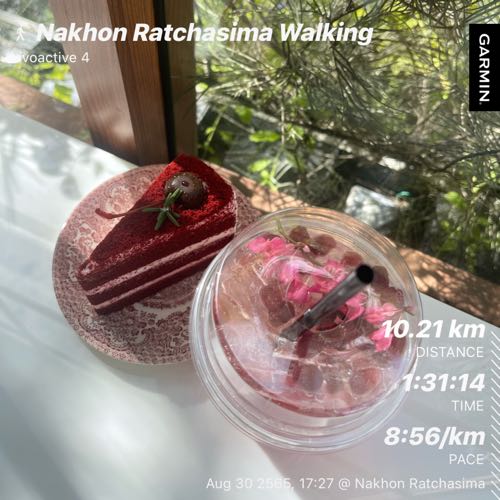 Nakhon Ratchasima Walking
voactive 4
GARMIN
10.21 km
DISTANCE
1:31:14
TIME
8:56/km
PACE
Aug 30 2565, 17:27 @ Nakhon Ratchasima